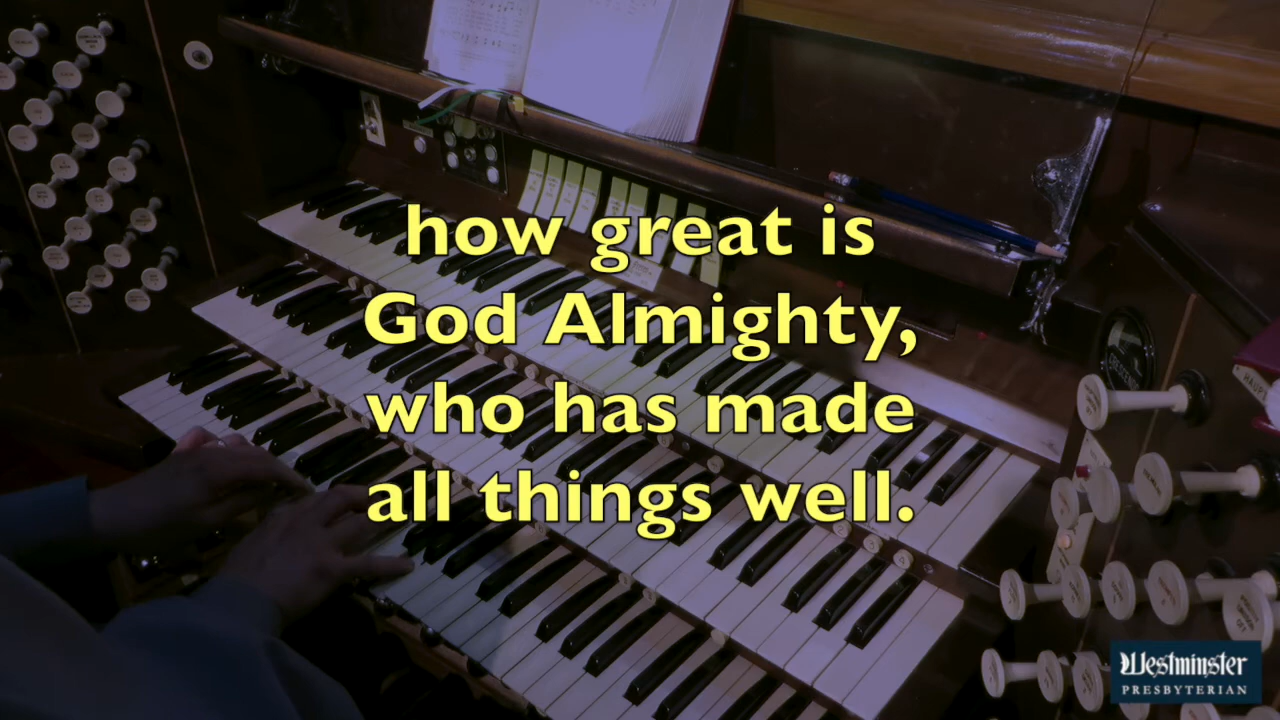 how great is
God Almighty,
who has made
all things well.
Westminster
PRESBYTERIAN